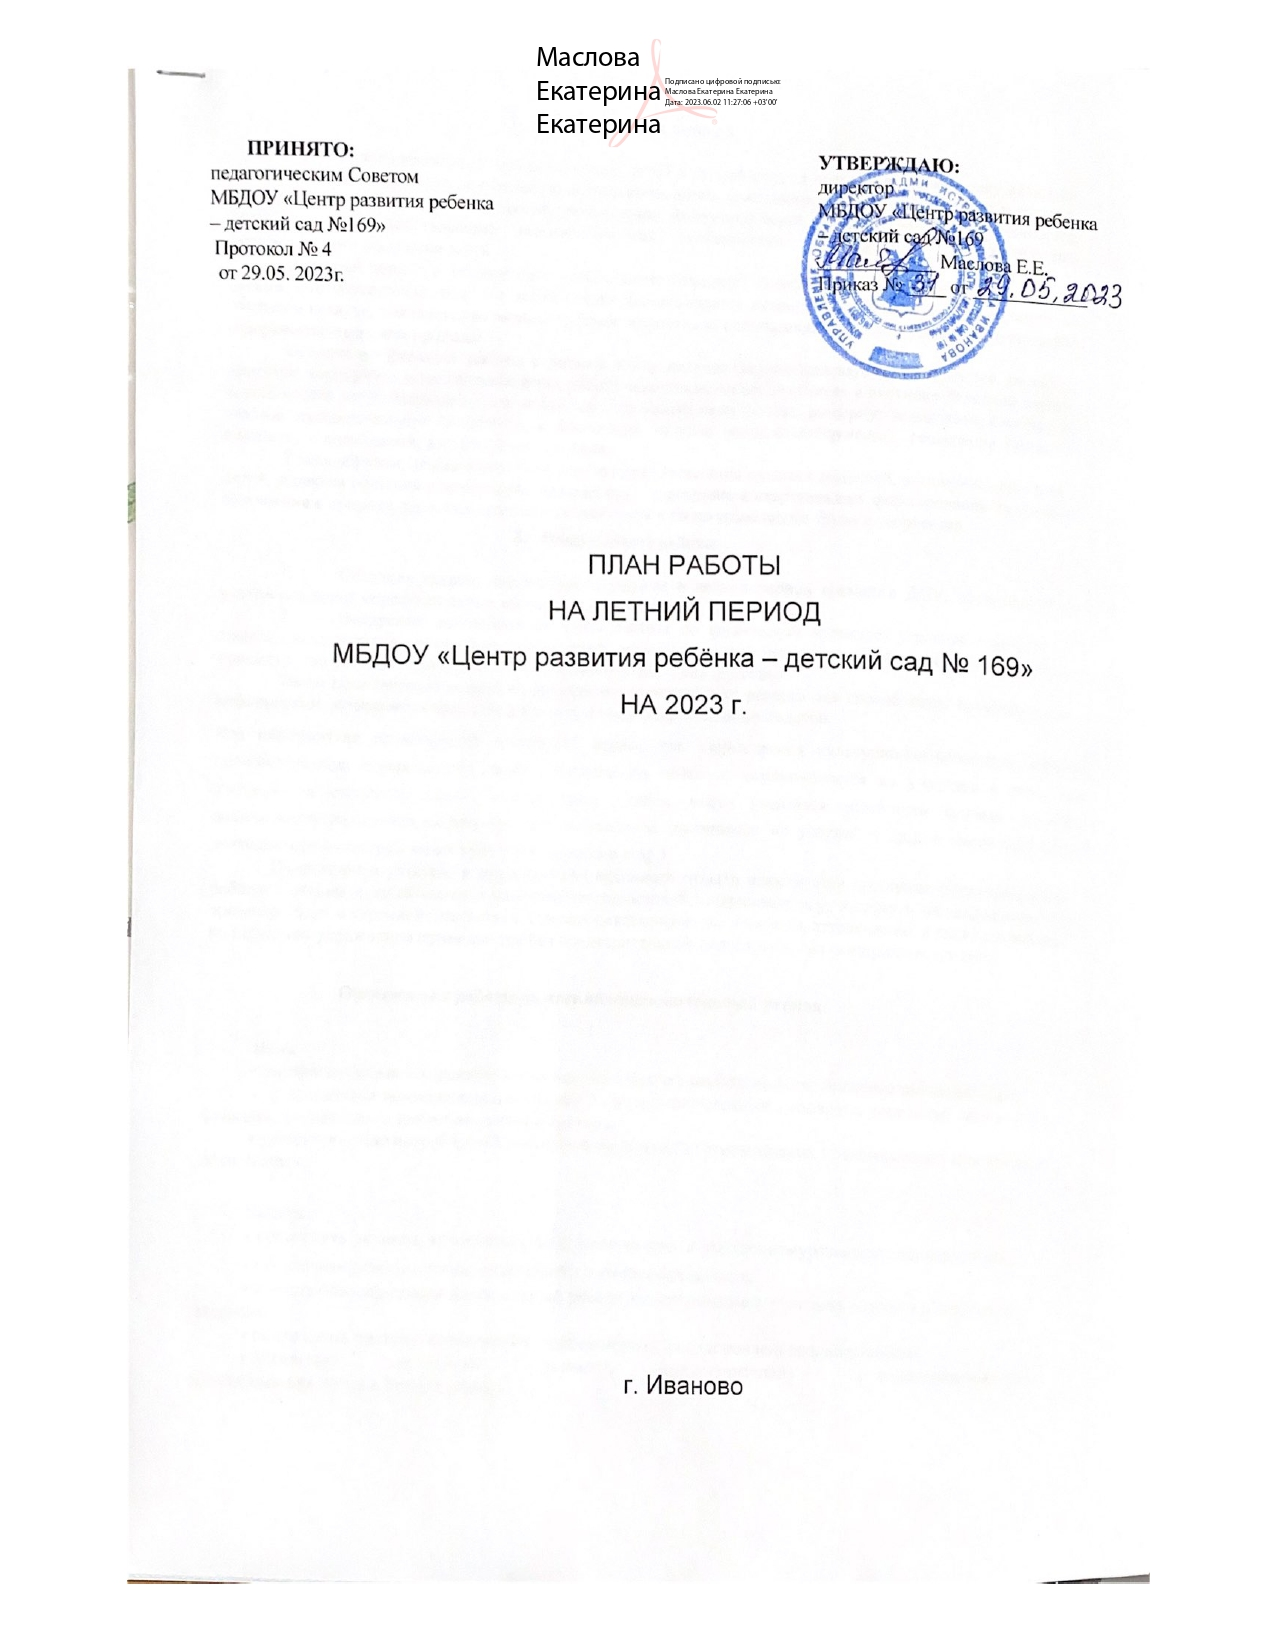 Маслова
Екатерина
Екатерина
Подписано цифровой подписью:
Маслова Екатерина Екатерина
Дата: 2023.06.02 11:27:06 +03'00'
ПРИНЯТО:
педагогическим Советом
МБДОУ «Центр развития ребенка
– детский сад №169»
Протокол № 4
от 29.05. 2023г.
УТВЕРЖДАЮ:
директор
МБДОУ «Центр развития ребенка
детский сад №169
Маслова Е.Е.
Приказ № 31 от 29.05.2023
ПЛАН РАБОТЫ
НА ЛЕТНИЙ ПЕРИОД
МБДОУ «Центр развития ребёнка – детский сад № 169»
НА 2023 г.
г. Иваново